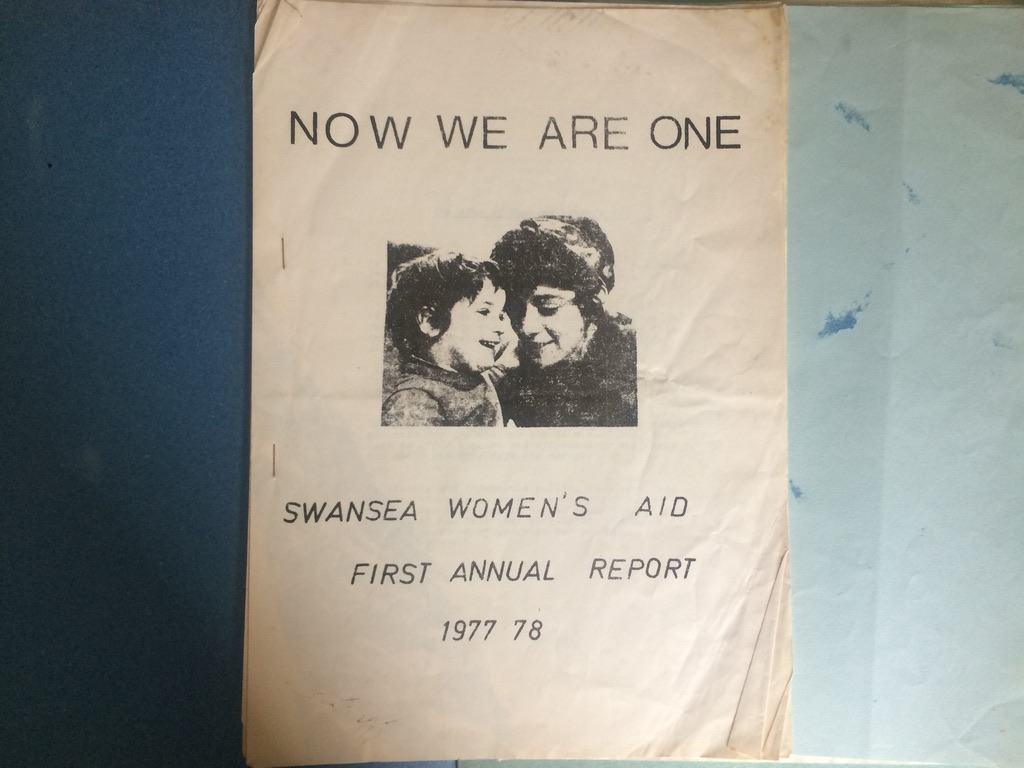 NOW WE ARE ONE
SWANSEA WOMEN'S AID
FIRST ANNUAL REPORT
1977 78